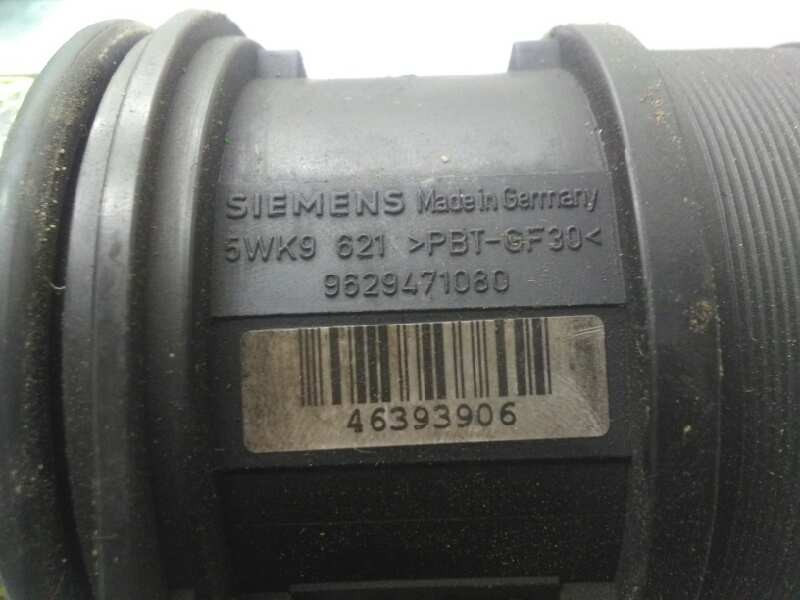 SIEMENS Made in Germany
5WK9 621 >PBT-GF30<
9629471080
46393906